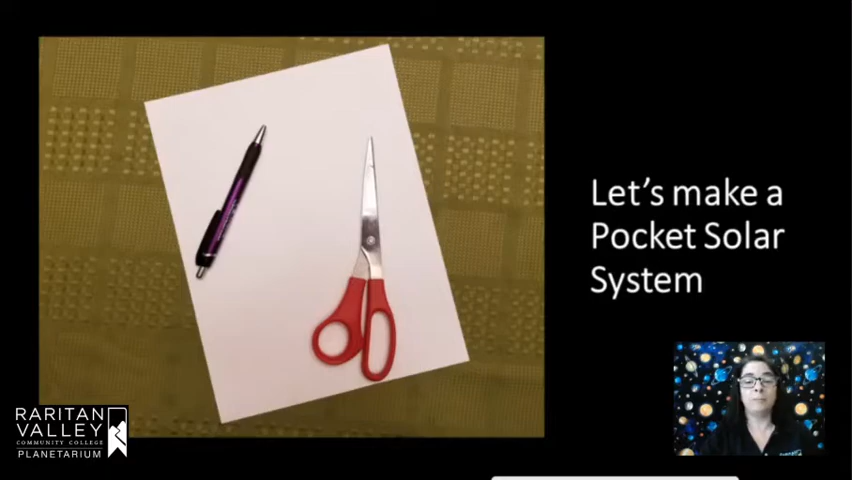 Let's make a
Pocket Solar
System
RARITAN
VALLEY
COMMUNITY COLLEGE
PLANETARIUM